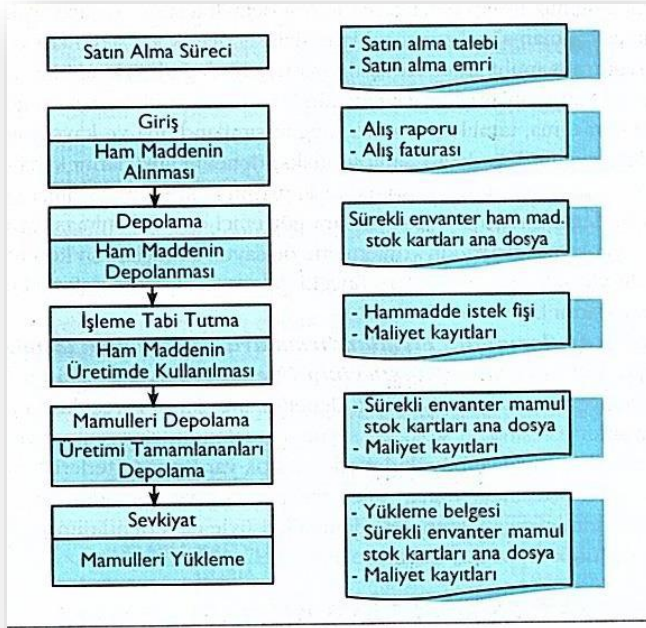 Satın Alma Süreci
- Satın alma talebi
- Satın alma emri
Giriş
Ham Maddenin
Alınması
- Alış raporu
- Alış faturası
Depolama
Ham Maddenin
Depolanması
Sürekli envanter ham mad.
stok kartları ana dosya
İşleme Tabi Tutma
Ham Maddenin
Üretimde Kullanılması
- Hammadde istek fişi
- Maliyet kayıtları
Mamulleri Depolama
Üretimi Tamamlananları
Depolama
- Sürekli envanter mamul
stok kartları ana dosya
- Maliyet kayıtları
Sevkiyat
Mamulleri Yükleme
- Yükleme belgesi
- Sürekli envanter mamul
stok kartları ana dosya
- Maliyet kayıtları